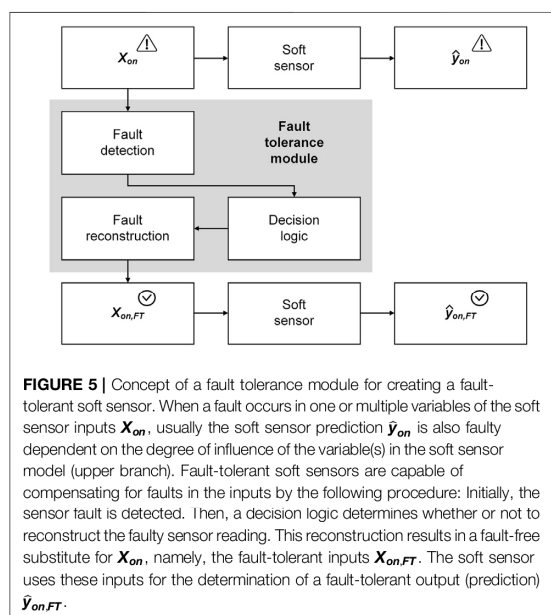 X_on
Soft
sensor
ŷ_on
Fault
detection
Fault
tolerance
module
Fault
reconstruction
Decision
logic
X_on,FT
Soft
sensor
ŷ_on,FT
FIGURE 5 | Concept of a fault tolerance module for creating a fault-
tolerant soft sensor. When a fault occurs in one or multiple variables of the soft
sensor inputs X_on, usually the soft sensor prediction ŷ_on is also faulty
dependent on the degree of influence of the variable(s) in the soft sensor
model (upper branch). Fault-tolerant soft sensors are capable of
compensating for faults in the inputs by the following procedure: Initially, the
sensor fault is detected. Then, a decision logic determines whether or not to
reconstruct the faulty sensor reading. This reconstruction results in a fault-free
substitute for X_on, namely, the fault-tolerant inputs X_on,FT. The soft sensor
uses these inputs for the determination of a fault-tolerant output (prediction)
ŷ_on,FT.